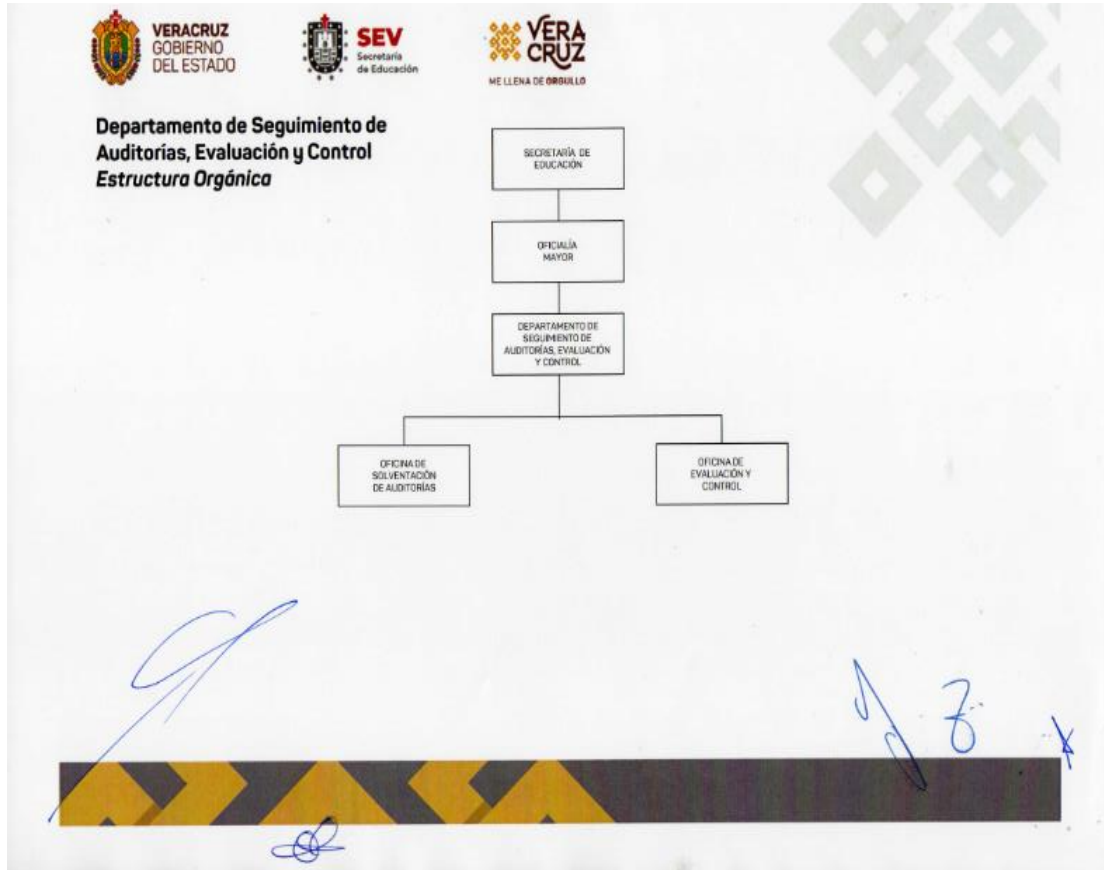 VERACRUZ
GOBIERNO
DEL ESTADO
SEV
Secretaría
de Educación
VERA
CRUZ
ME LLENA DE ORGULLO
Departamento de Seguimiento de
Auditorías, Evaluación y Control
Estructura Orgánica
SECRETARÍA DE
EDUCACIÓN
OFICIALÍA
MAYOR
DEPARTAMENTO DE
SEGUIMIENTO DE
AUDITORÍAS, EVALUACIÓN
Y CONTROL
OFICINA DE
SOLVENTACIÓN
DE AUDITORÍAS
OFICINA DE
EVALUACIÓN Y
CONTROL